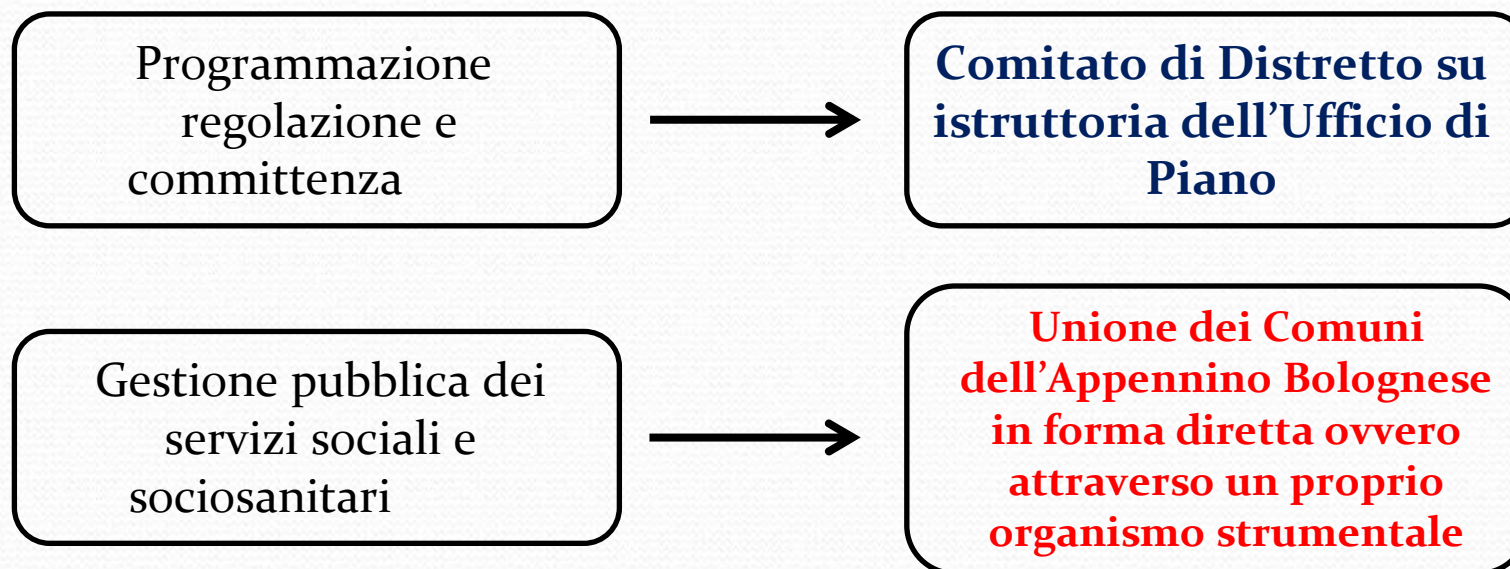 Programmazione
regolazione e
committenza
Comitato di Distretto su
istruttoria dell’Ufficio di
Piano
Gestione pubblica dei
servizi sociali e
sociosanitari
Unione dei Comuni
dell’Appennino Bolognese
in forma diretta ovvero
attraverso un proprio
organismo strumentale